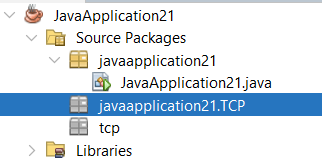 JavaApplication21
Source Packages
javaapplication21
JavaApplication21.java
javaapplication21.TCP
tcp
Libraries